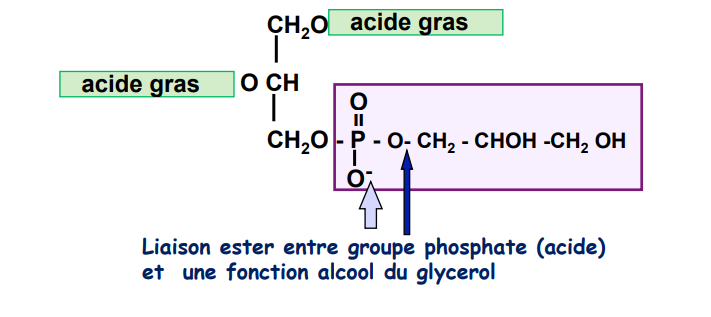 CH₂O acide gras
acide gras O CH
O
CH₂O - P - O- CH₂ - CHOH -CH₂ OH
O⁻
Liaison ester entre groupe phosphate (acide)
et une fonction alcool du glycerol